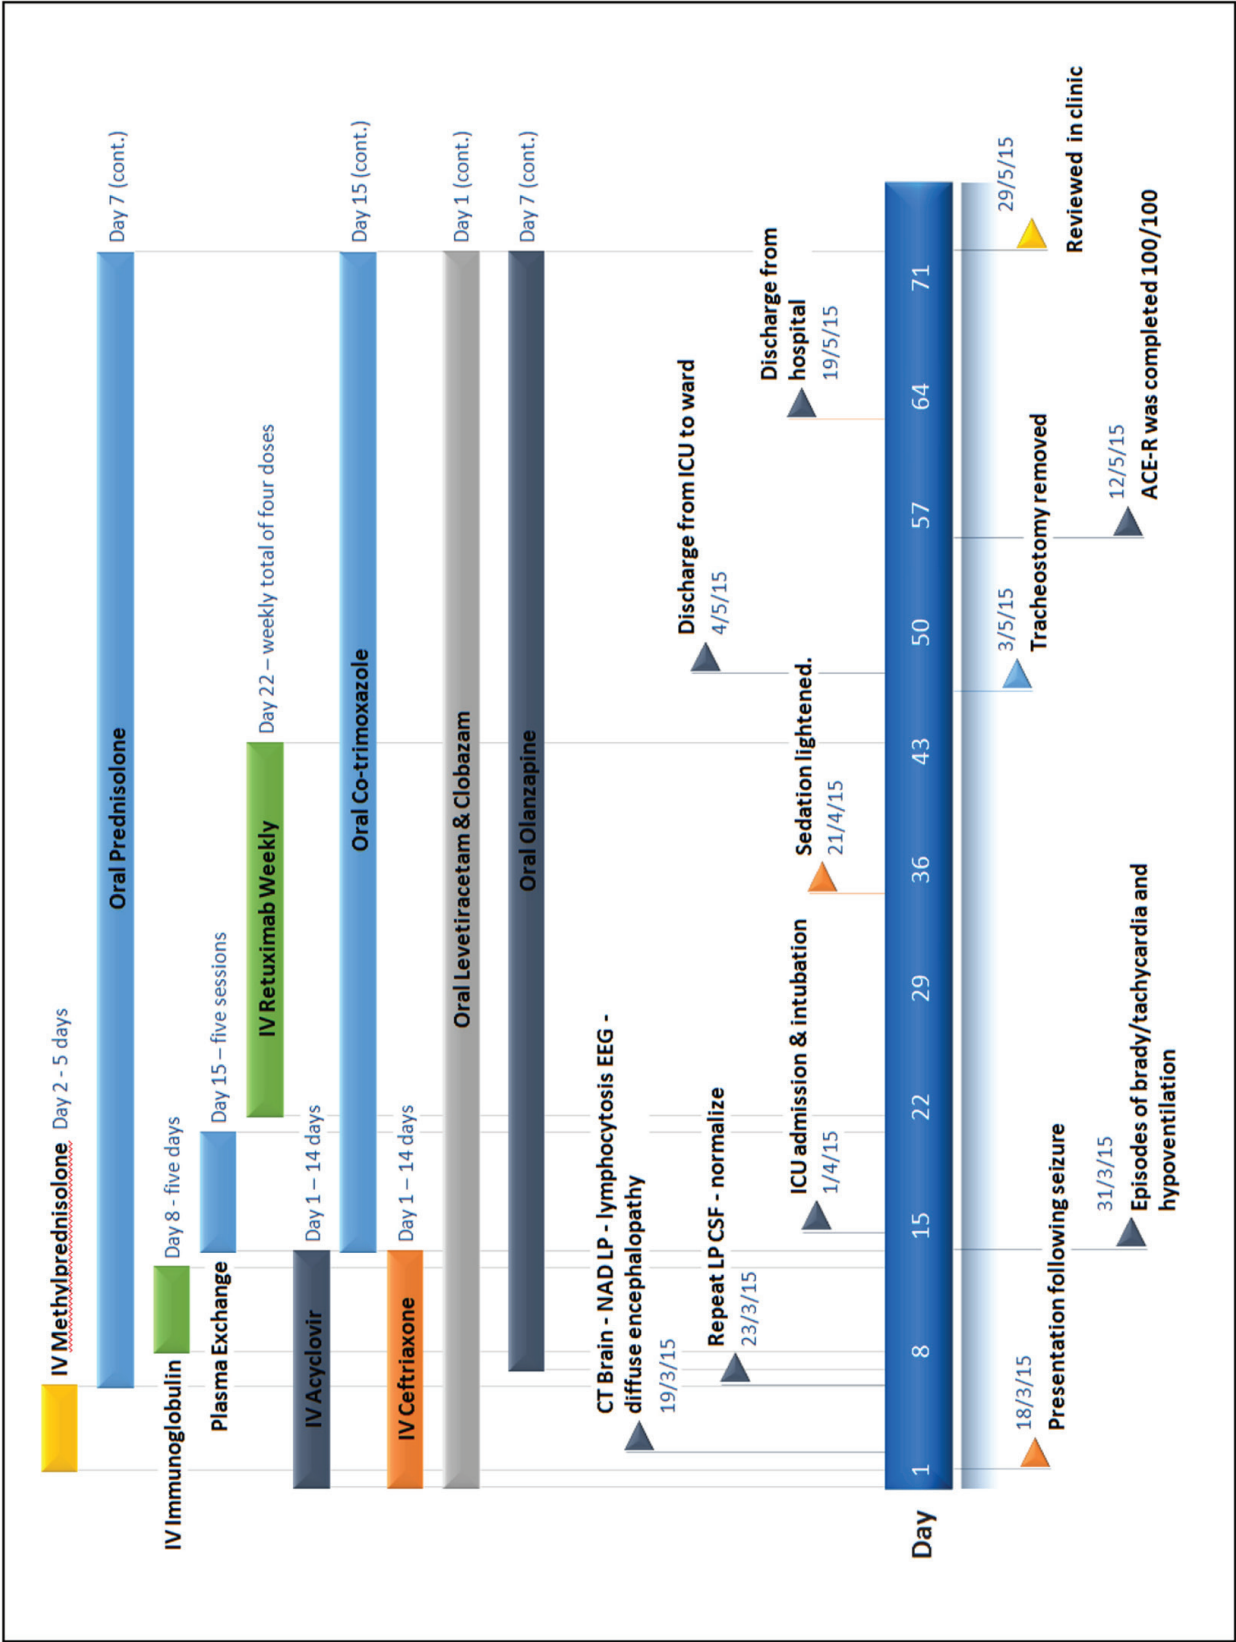 IV Methylprednisolone Day 2 - 5 days
Oral Prednisolone
Day 7 (cont.)
IV Immunoglobulin
Day 8 - five days
Plasma Exchange
Day 15 – five sessions
IV Retuximab Weekly
Day 22 – weekly total of four doses
IV Acyclovir
Day 1 – 14 days
Oral Co-trimoxazole
Day 15 (cont.)
IV Ceftriaxone
Day 1 – 14 days
Oral Levetiracetam & Clobazam
Day 1 (cont.)
Oral Olanzapine
Day 7 (cont.)
CT Brain - NAD LP - lymphocytosis EEG -
diffuse encephalopathy
19/3/15
Repeat LP CSF - normalize
23/3/15
ICU admission & intubation
1/4/15
Sedation lightened.
21/4/15
Discharge from ICU to ward
4/5/15
Discharge from
hospital
19/5/15
Day
1 8 15 22 29 36 43 50 57 64 71
18/3/15
Presentation following seizure
31/3/15
Episodes of brady/tachycardia and
hypoventilation
3/5/15
Tracheostomy removed
12/5/15
ACE-R was completed 100/100
29/5/15
Reviewed in clinic